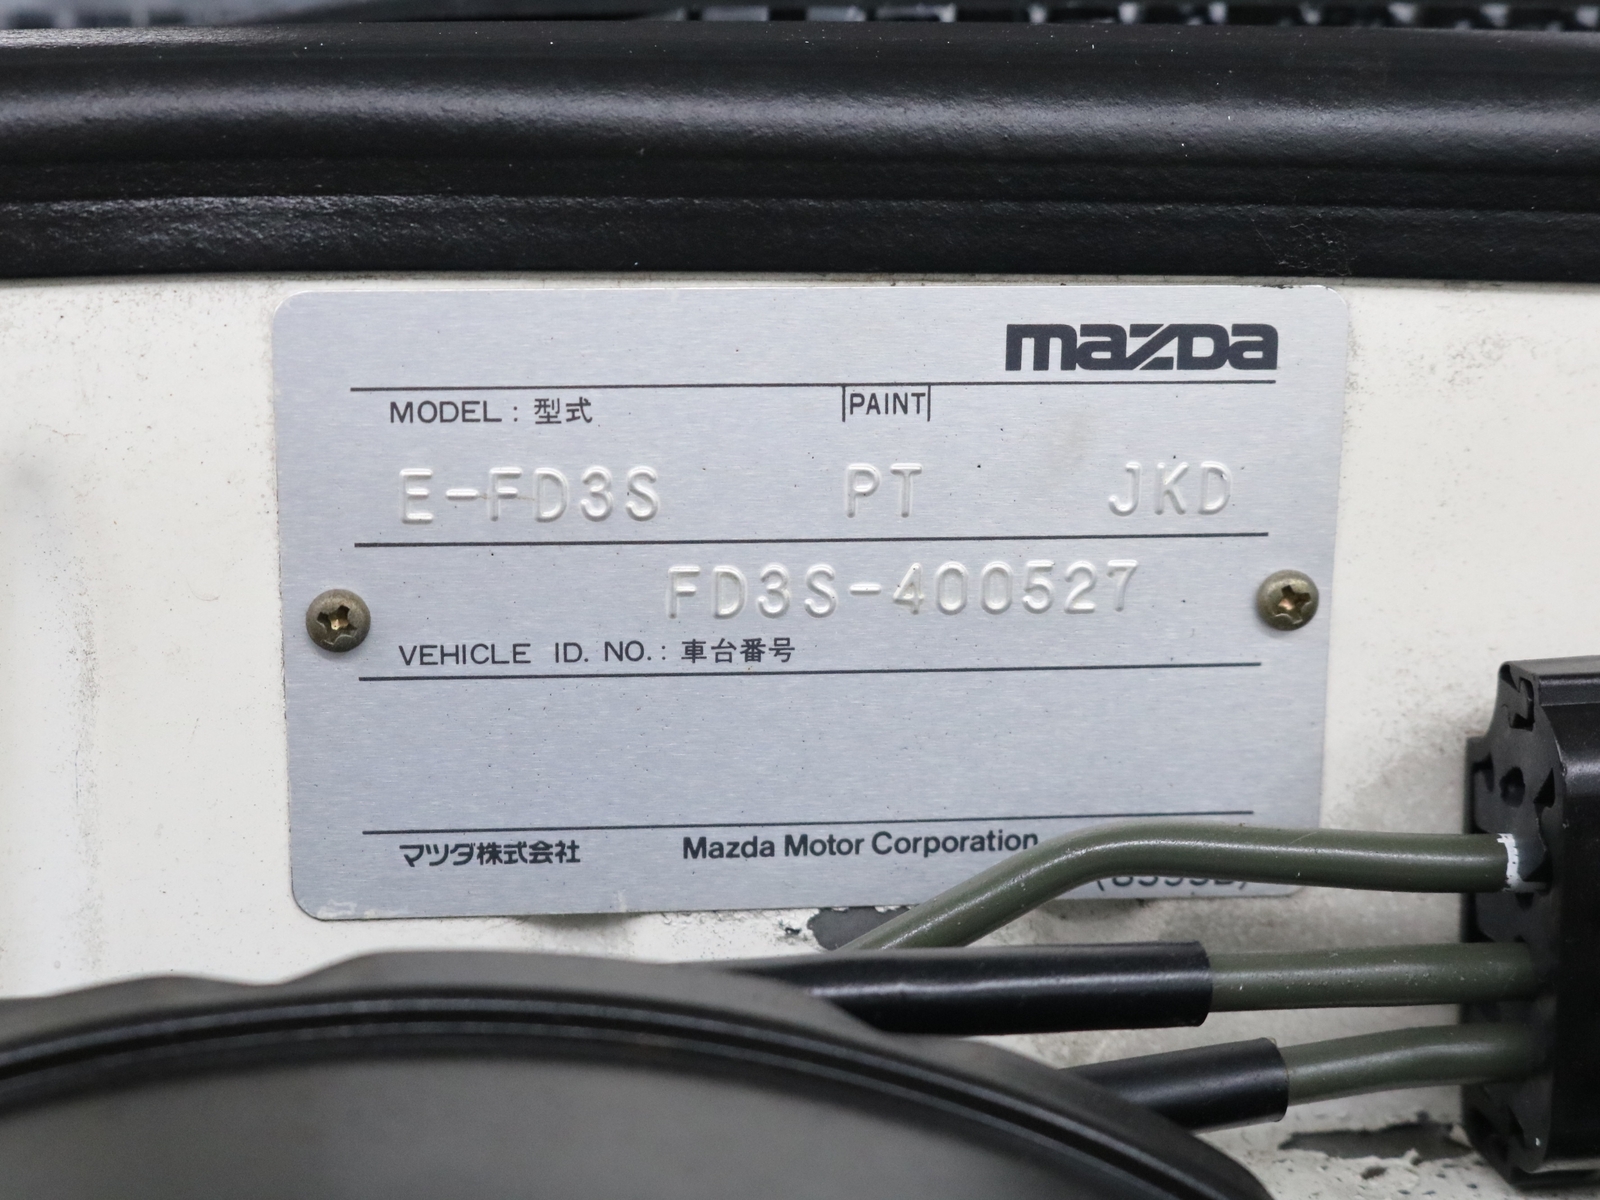 mazda
MODEL : 型式 PAINT
E-FD3S PT JKD
FD3S-400527
VEHICLE ID. NO. : 車台番号
マツダ株式会社 Mazda Motor Corporation